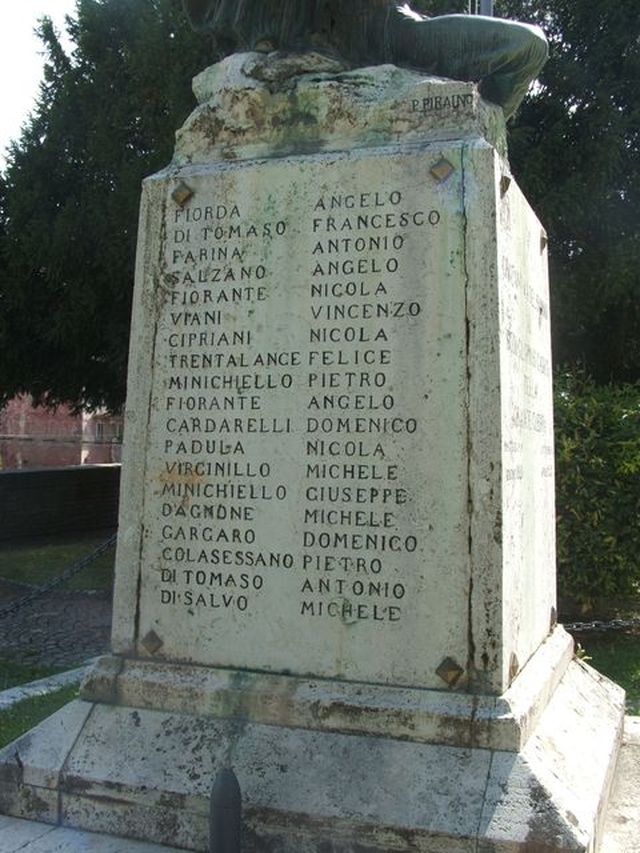 P. PIRAINO
FIORDA ANGELO
DI TOMASO FRANCESCO
FARINA ANTONIO
SALZANO ANGELO
FIORANTE NICOLA
VIANI VINCENZO
CIPRIANI NICOLA
TRENTALANCE FELICE
MINICHIELLO PIETRO
FIORANTE ANGELO
CARDARELLI DOMENICO
PADULA NICOLA
VIRGINILLO MICHELE
MINICHIELLO GIUSEPPE
DAGNONE MICHELE
GARGARO DOMENICO
COLASESSANO PIETRO
DI TOMASO ANTONIO
DI SALVO MICHELE